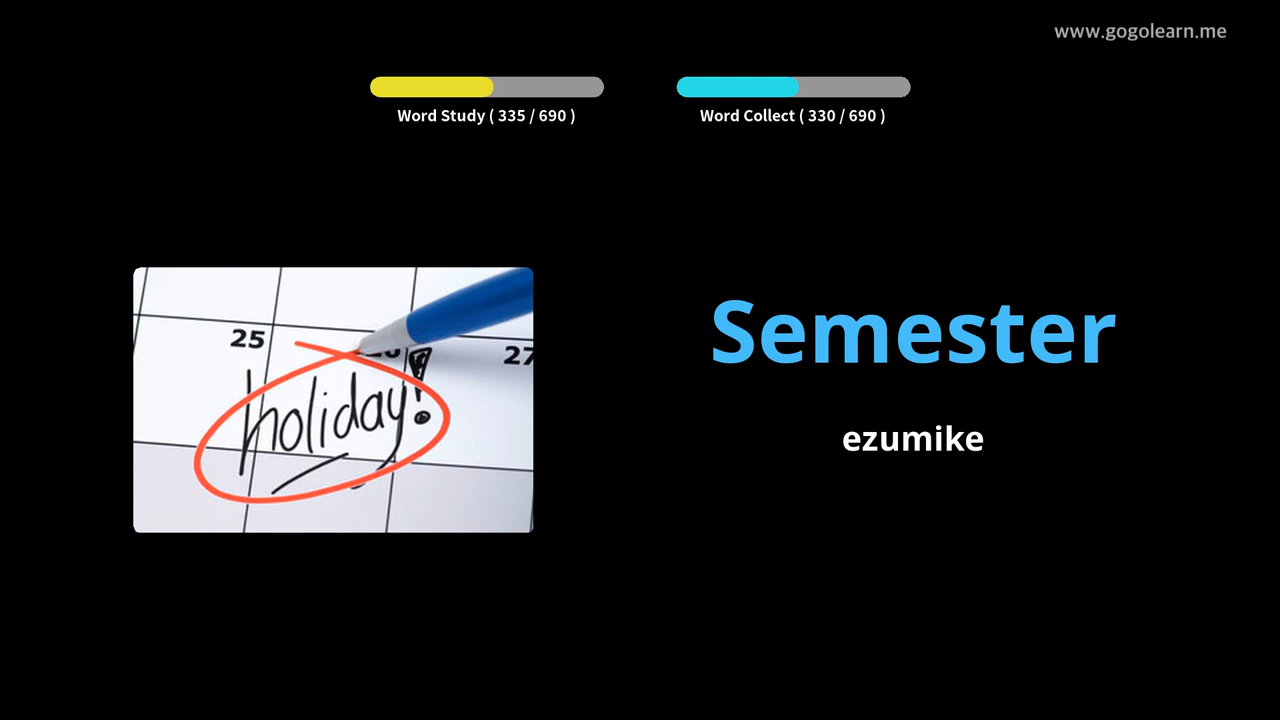 www.gogolearn.me
Word Study ( 335 / 690 )
Word Collect ( 330 / 690 )
25
27
holiday!
Semester
ezumike